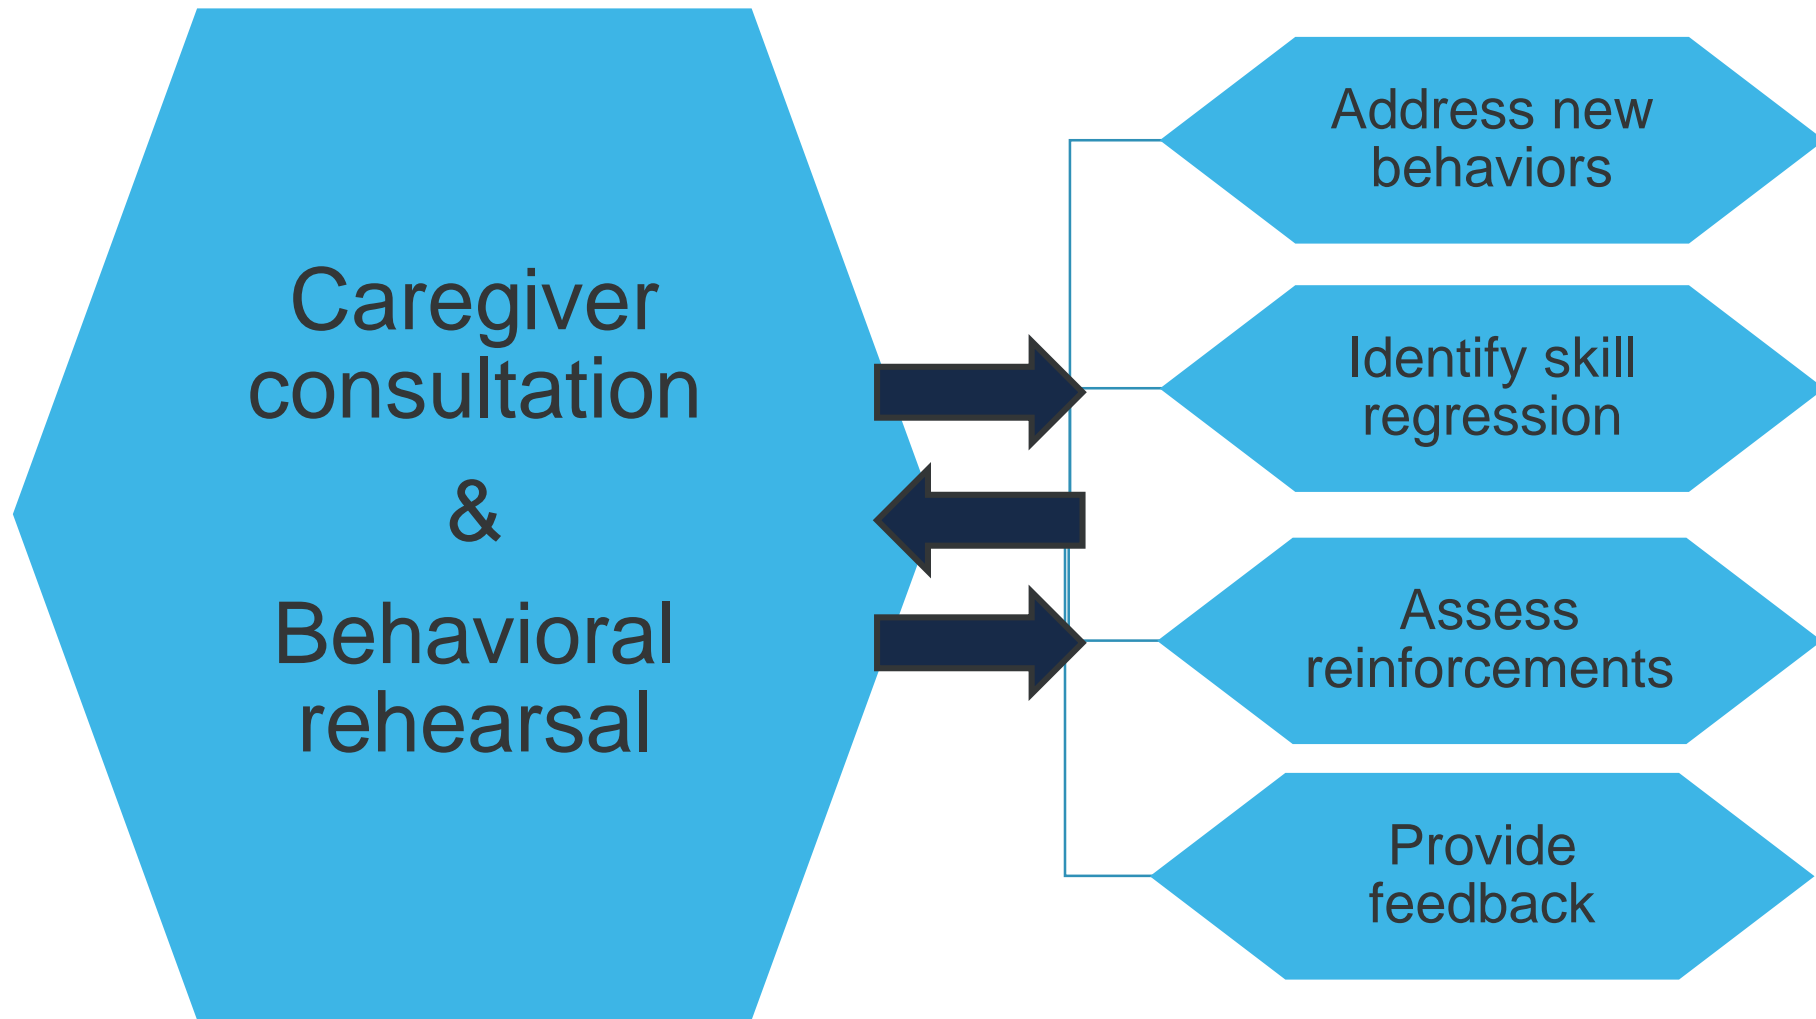 Caregiver
consultation
&
Behavioral
rehearsal
Address new
behaviors
Identify skill
regression
Assess
reinforcements
Provide
feedback